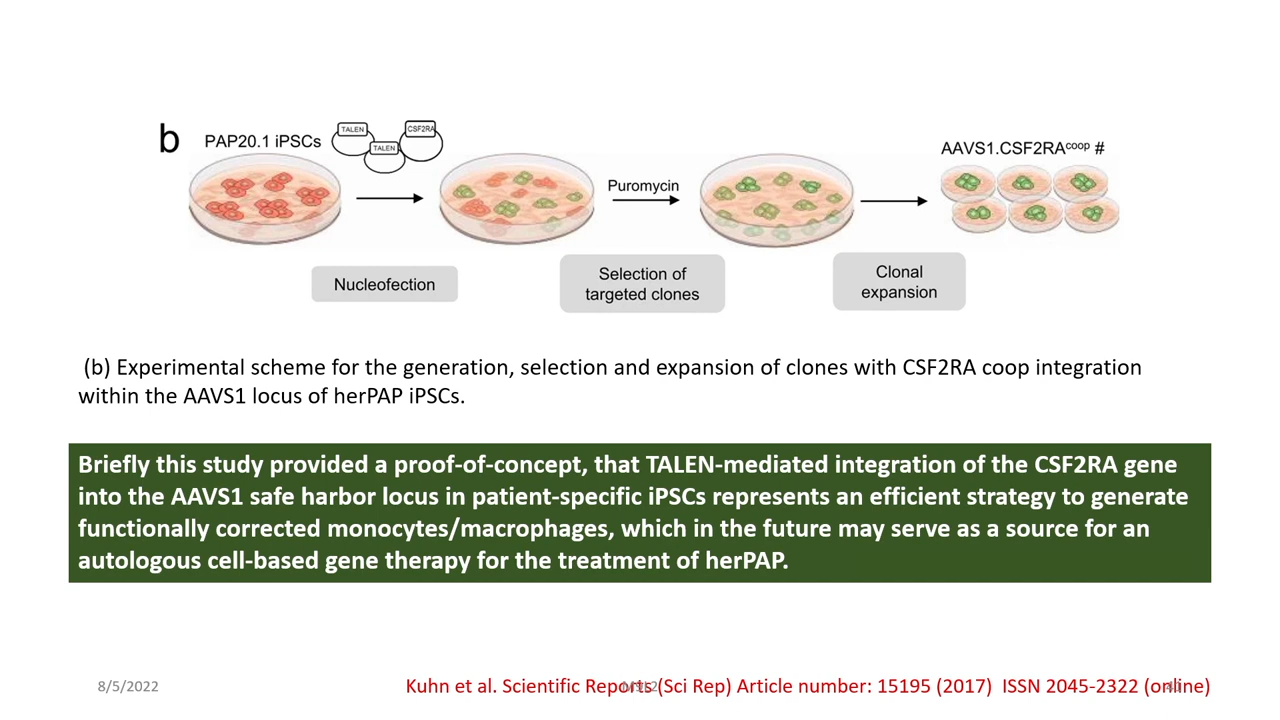 b
PAP20.1 iPSCs
TALEN
TALEN
CSF2RA
Puromycin
AAVS1.CSF2RAcoop #
Nucleofection
Selection of
targeted clones
Clonal
expansion
(b) Experimental scheme for the generation, selection and expansion of clones with CSF2RA coop integration
within the AAVS1 locus of herPAP iPSCs.
Briefly this study provided a proof-of-concept, that TALEN-mediated integration of the CSF2RA gene
into the AAVS1 safe harbor locus in patient-specific iPSCs represents an efficient strategy to generate
functionally corrected monocytes/macrophages, which in the future may serve as a source for an
autologous cell-based gene therapy for the treatment of herPAP.
8/5/2022
Kuhn et al. Scientific Reports (Sci Rep) Article number: 15195 (2017) ISSN 2045-2322 (online)